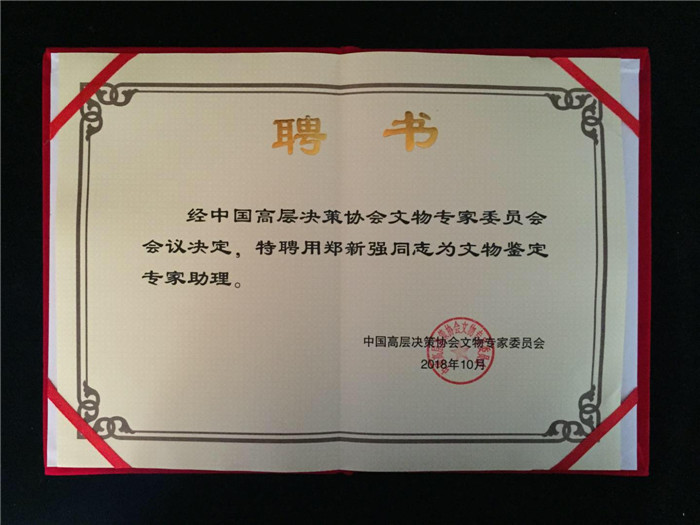 聘 书
经中国高层决策协会文物专家委员会
会议决定，特聘用郑新强同志为文物鉴定
专家助理。
中国高层决策协会文物专家委员会
2018年10月